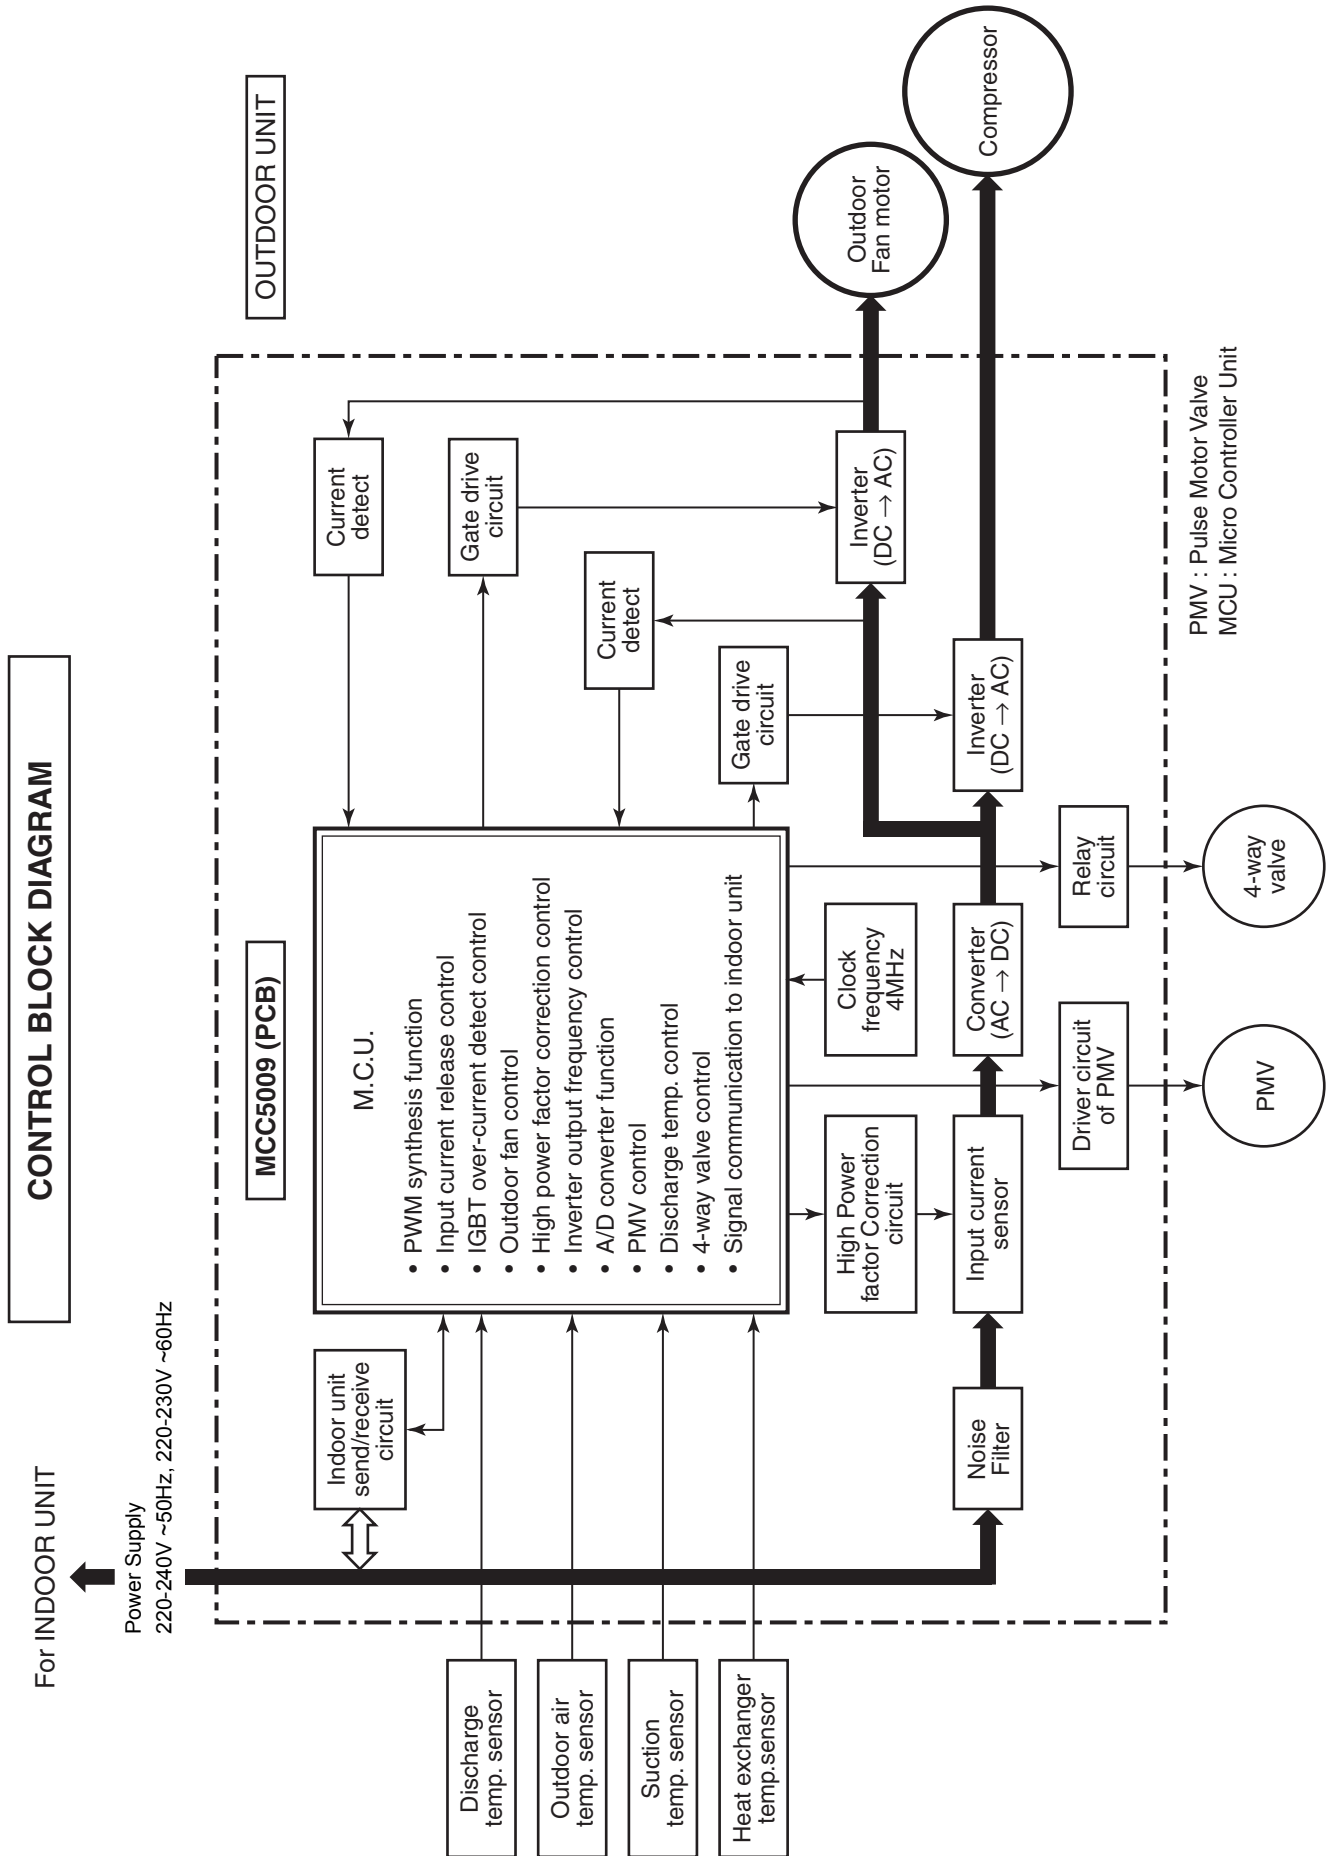 CONTROL BLOCK DIAGRAM
For INDOOR UNIT
Power Supply
220-240V ~50Hz, 220-230V ~60Hz
MCC5009 (PCB)
OUTDOOR UNIT
Discharge
temp. sensor
Outdoor air
temp. sensor
Suction
temp. sensor
Heat exchanger
temp.sensor
Indoor unit
send/receive
circuit
M.C.U.
• PWM synthesis function
• Input current release control
• IGBT over-current detect control
• Outdoor fan control
• High power factor correction control
• Inverter output frequency control
• A/D converter function
• PMV control
• Discharge temp. control
• 4-way valve control
• Signal communication to indoor unit
Current
detect
Gate drive
circuit
Current
detect
Gate drive
circuit
High Power
factor Correction
circuit
Clock
frequency
4MHz
Inverter
(DC → AC)
Outdoor
Fan motor
Noise
Filter
Input current
sensor
Converter
(AC → DC)
Inverter
(DC → AC)
Compressor
Driver circuit
of PMV
Relay
circuit
PMV
4-way
valve
PMV : Pulse Motor Valve
MCU : Micro Controller Unit